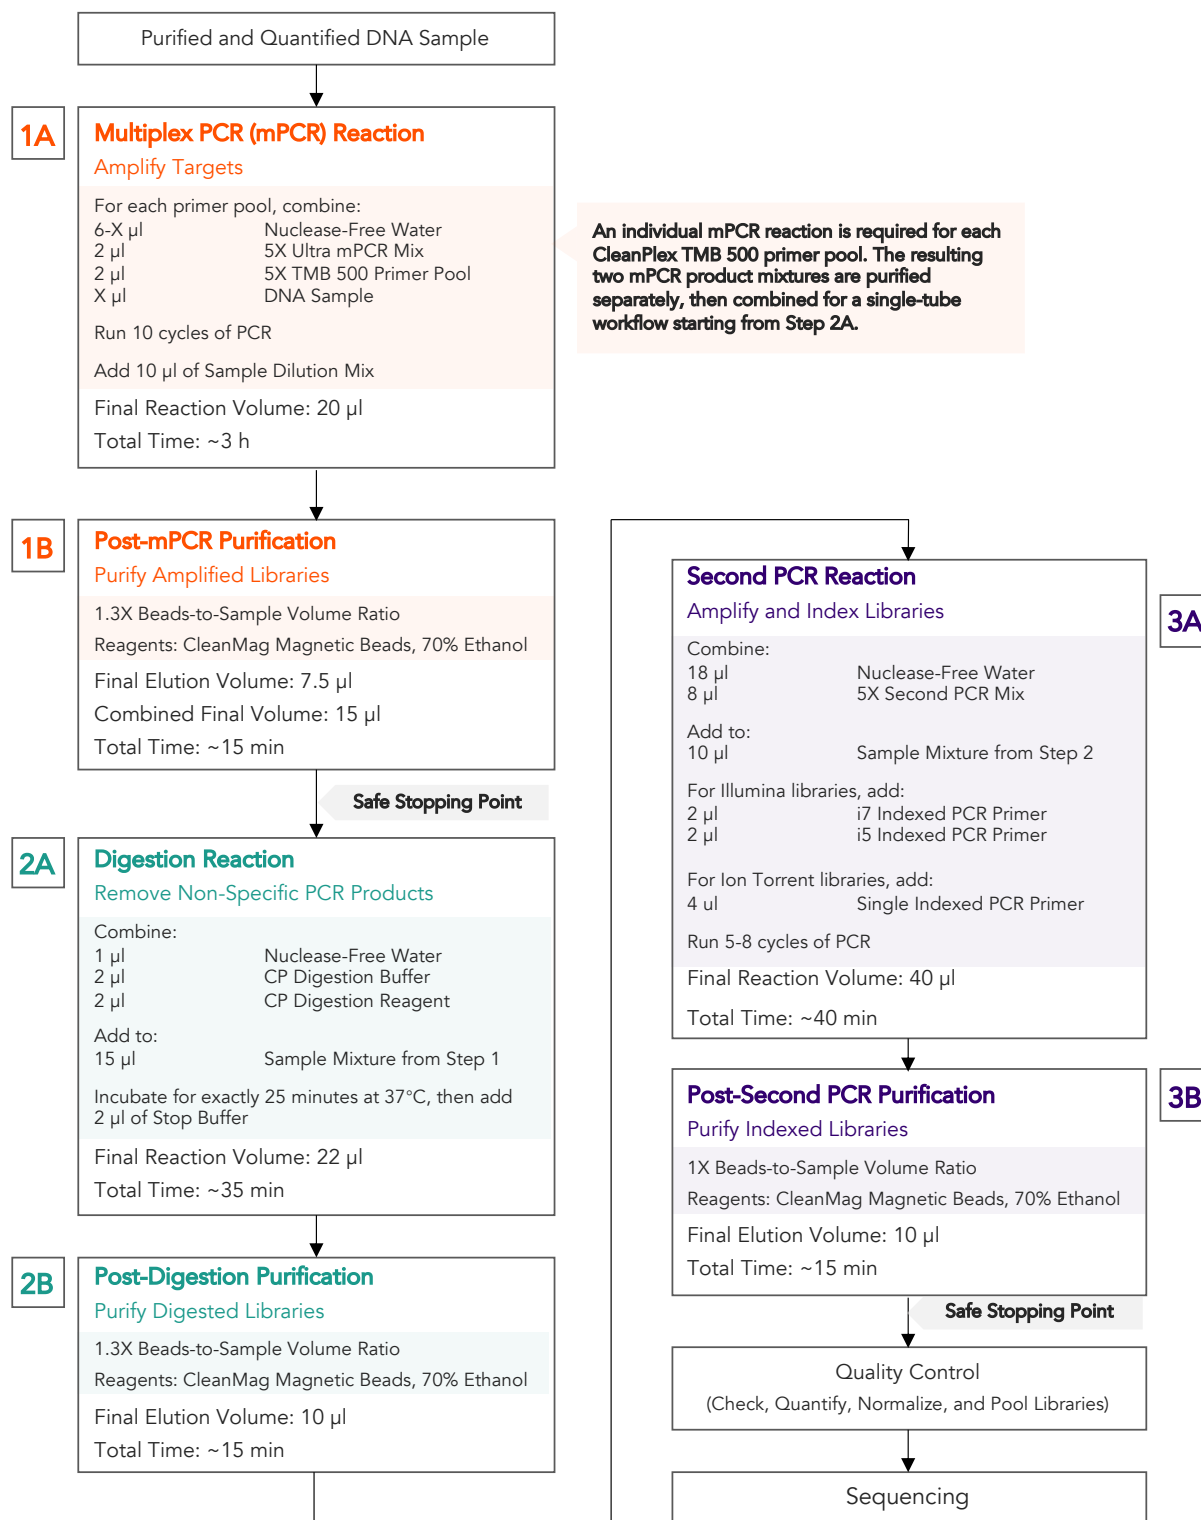 Purified and Quantified DNA Sample
1A
Multiplex PCR (mPCR) Reaction
Amplify Targets
For each primer pool, combine:
6-X µl Nuclease-Free Water
2 µl 5X Ultra mPCR Mix
2 µl 5X TMB 500 Primer Pool
X µl DNA Sample
Run 10 cycles of PCR
Add 10 µl of Sample Dilution Mix
Final Reaction Volume: 20 µl
Total Time: ~3 h
An individual mPCR reaction is required for each
CleanPlex TMB 500 primer pool. The resulting
two mPCR product mixtures are purified
separately, then combined for a single-tube
workflow starting from Step 2A.
1B
Post-mPCR Purification
Purify Amplified Libraries
1.3X Beads-to-Sample Volume Ratio
Reagents: CleanMag Magnetic Beads, 70% Ethanol
Final Elution Volume: 7.5 µl
Combined Final Volume: 15 µl
Total Time: ~15 min
Safe Stopping Point
2A
Digestion Reaction
Remove Non-Specific PCR Products
Combine:
1 µl Nuclease-Free Water
2 µl CP Digestion Buffer
2 µl CP Digestion Reagent
Add to:
15 µl Sample Mixture from Step 1
Incubate for exactly 25 minutes at 37°C, then add
2 µl of Stop Buffer
Final Reaction Volume: 22 µl
Total Time: ~35 min
2B
Post-Digestion Purification
Purify Digested Libraries
1.3X Beads-to-Sample Volume Ratio
Reagents: CleanMag Magnetic Beads, 70% Ethanol
Final Elution Volume: 10 µl
Total Time: ~15 min
3A
Second PCR Reaction
Amplify and Index Libraries
Combine:
18 µl Nuclease-Free Water
8 µl 5X Second PCR Mix
Add to:
10 µl Sample Mixture from Step 2
For Illumina libraries, add:
2 µl i7 Indexed PCR Primer
2 µl i5 Indexed PCR Primer
For Ion Torrent libraries, add:
4 ul Single Indexed PCR Primer
Run 5-8 cycles of PCR
Final Reaction Volume: 40 µl
Total Time: ~40 min
3B
Post-Second PCR Purification
Purify Indexed Libraries
1X Beads-to-Sample Volume Ratio
Reagents: CleanMag Magnetic Beads, 70% Ethanol
Final Elution Volume: 10 µl
Total Time: ~15 min
Safe Stopping Point
Quality Control
(Check, Quantify, Normalize, and Pool Libraries)
Sequencing